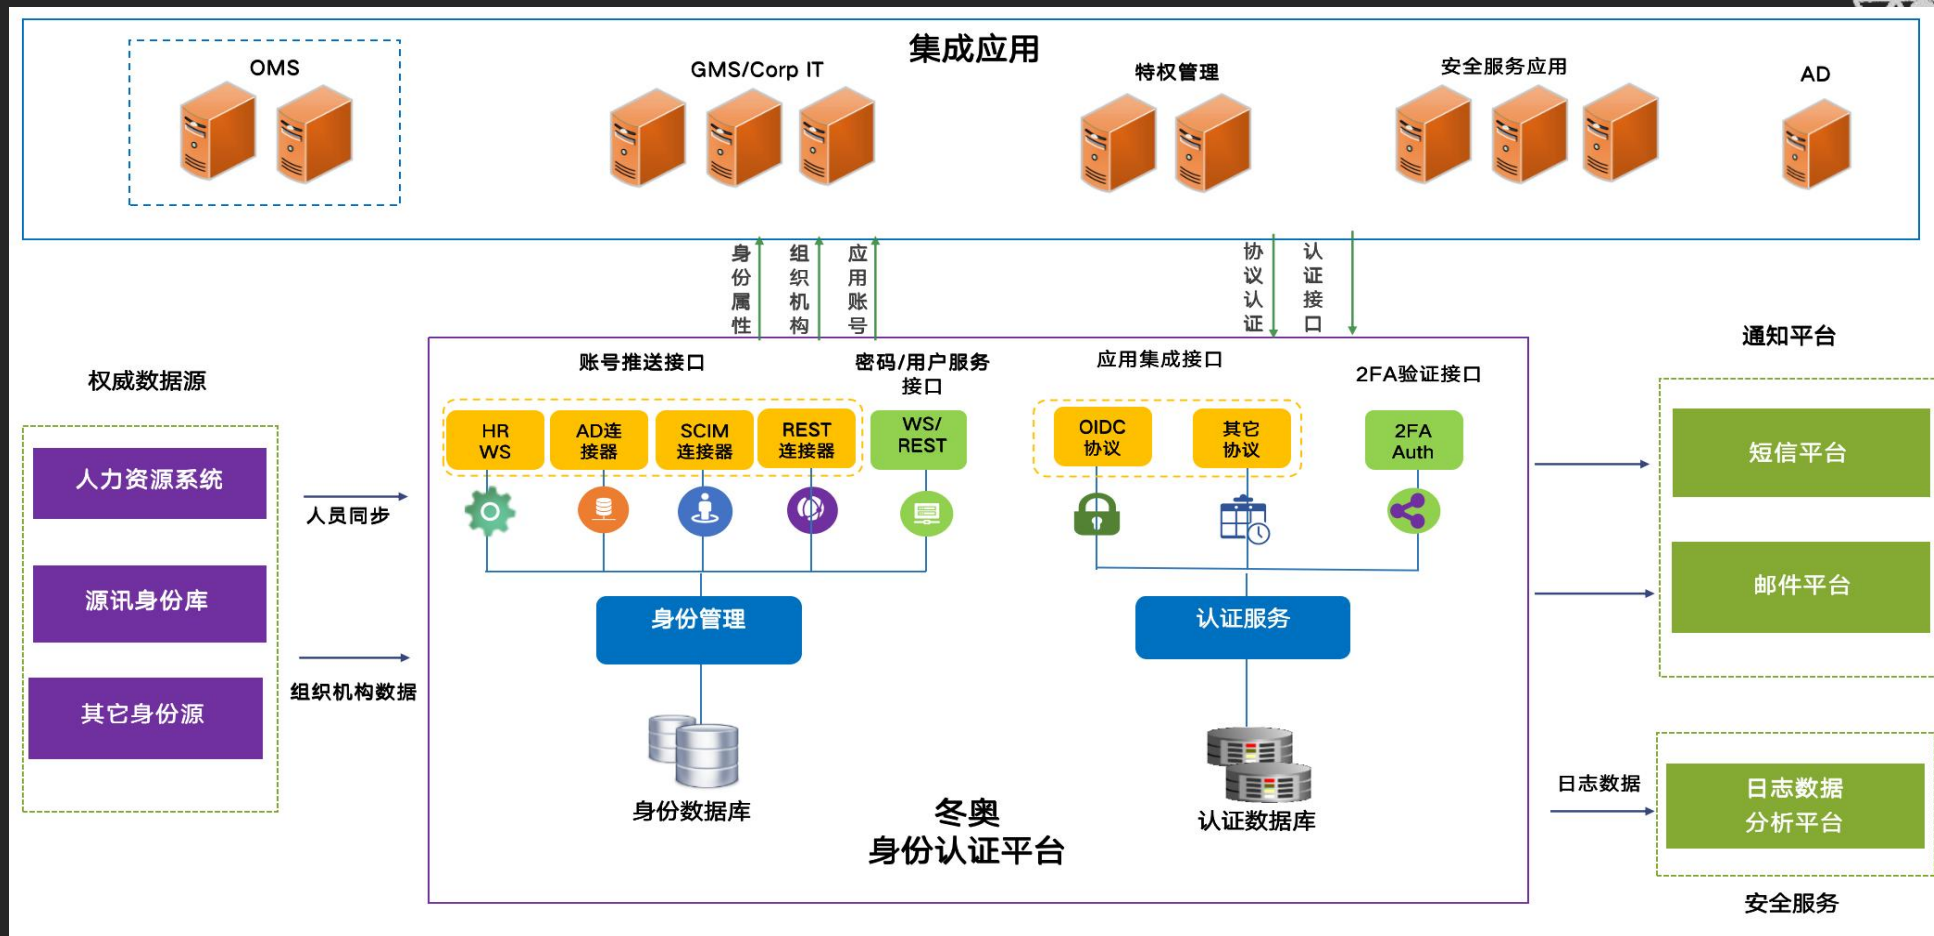 集成应用
OMS
GMS/Corp IT
特权管理
安全服务应用
AD
身份属性
组织机构
应用账号
协议认证
认证接口
权威数据源
人力资源系统
源讯身份库
其它身份源
人员同步
组织机构数据
账号推送接口
密码/用户服务
接口
应用集成接口
2FA验证接口
HR
WS
AD连
接器
SCIM
连接器
REST
连接器
WS/
REST
OIDC
协议
其它
协议
2FA
Auth
身份管理
认证服务
身份数据库
认证数据库
冬奥
身份认证平台
通知平台
短信平台
邮件平台
日志数据
日志数据
分析平台
安全服务